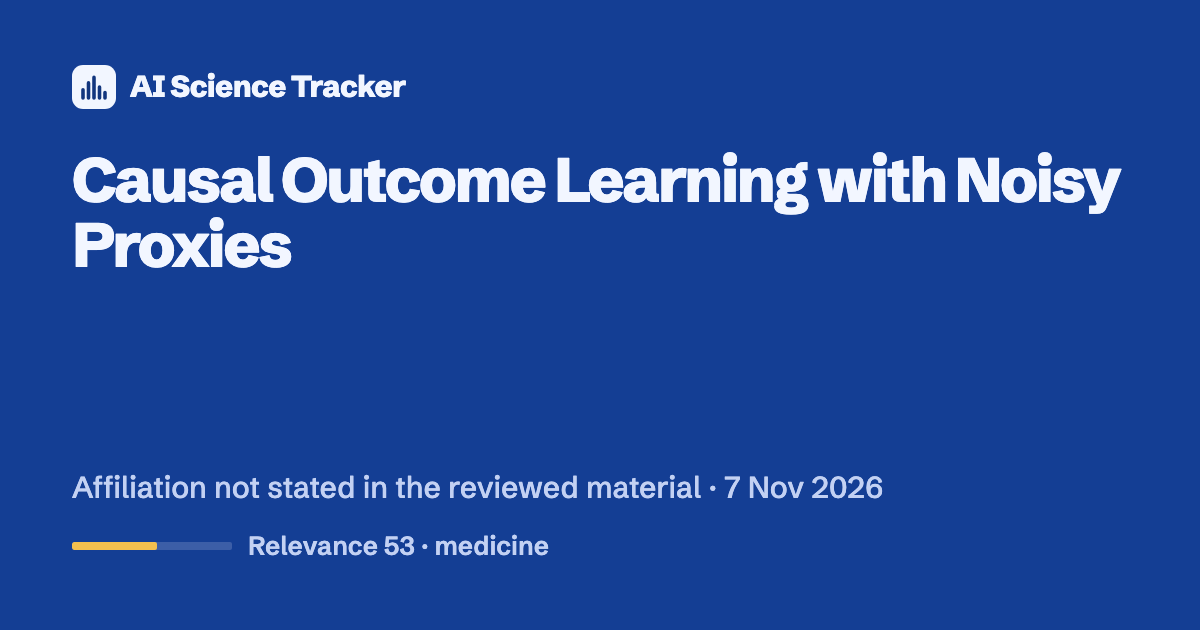 AI Science Tracker
Causal Outcome Learning with Noisy
Proxies
Affiliation not stated in the reviewed material · 7 Nov 2026
Relevance 53 · medicine